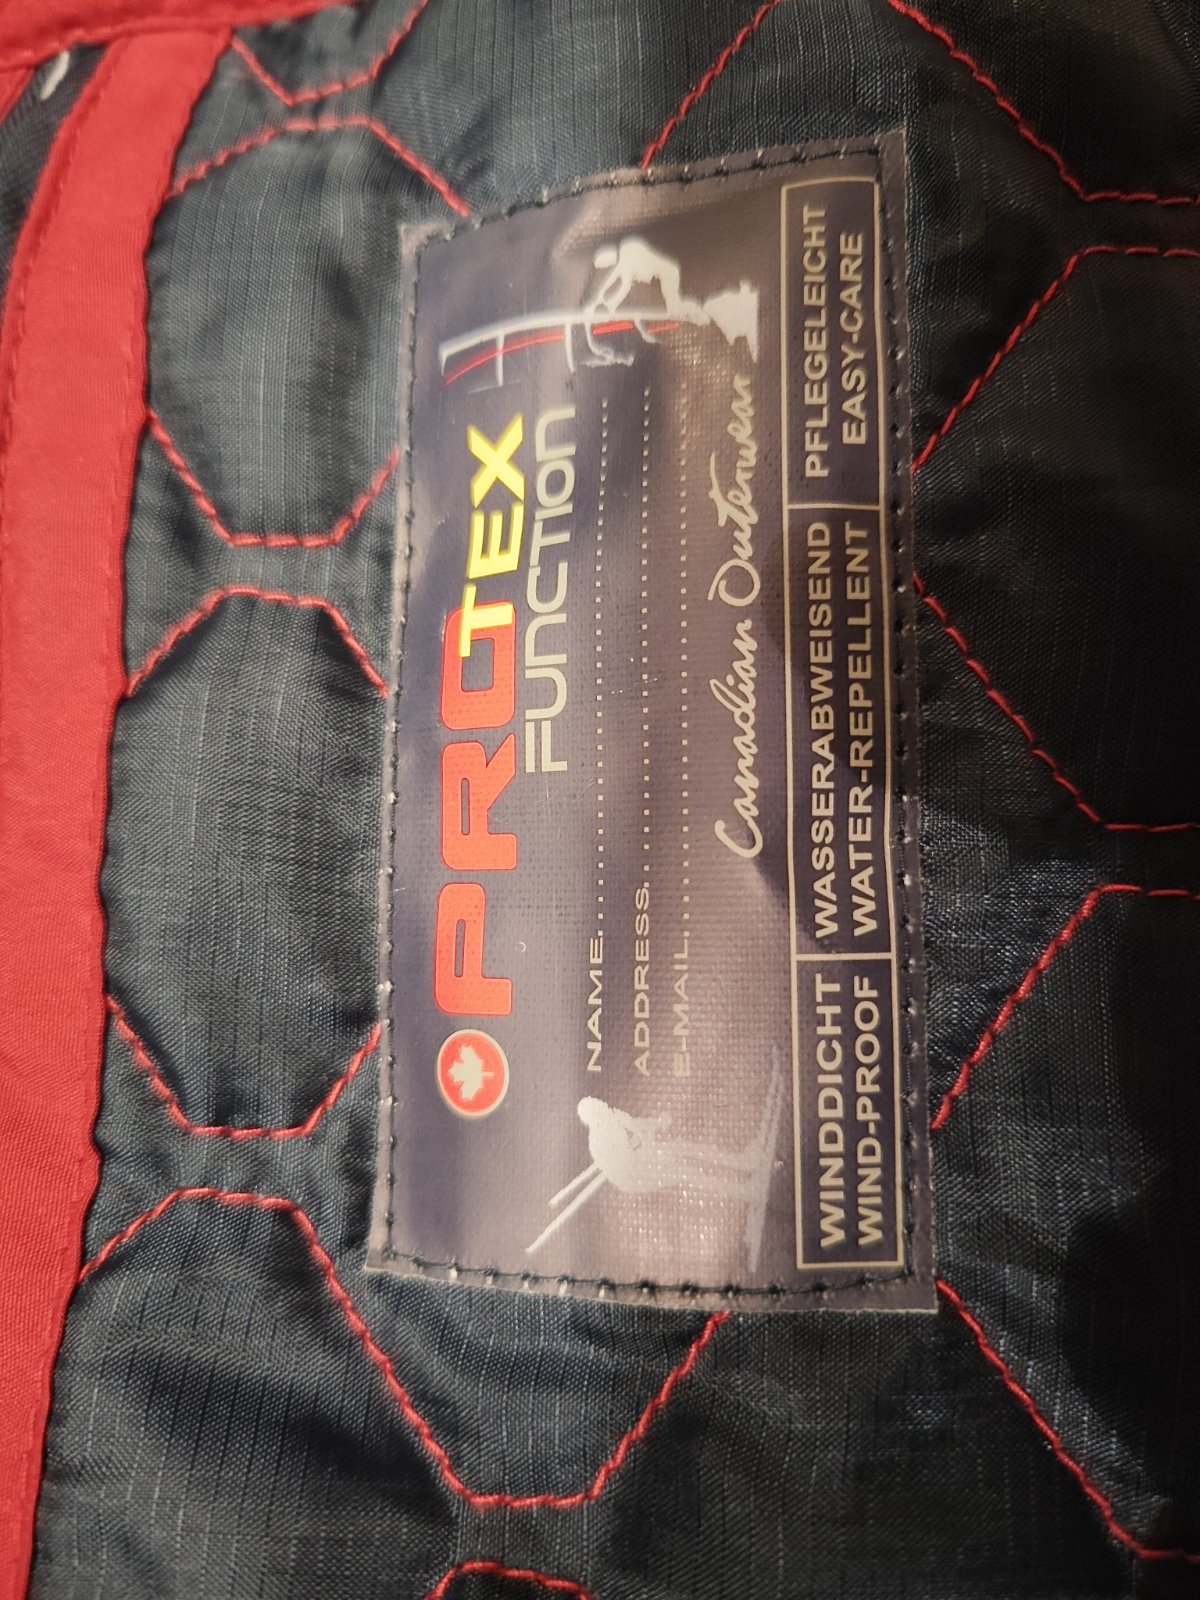 PROTEX
FUNCTION
NAME
ADDRESS
E-MAIL
Canadian Outerwear
WINDDICHT
WIND-PROOF
WASSERABWEISEND
WATER-REPELLENT
PFLEGELEICHT
EASY-CARE